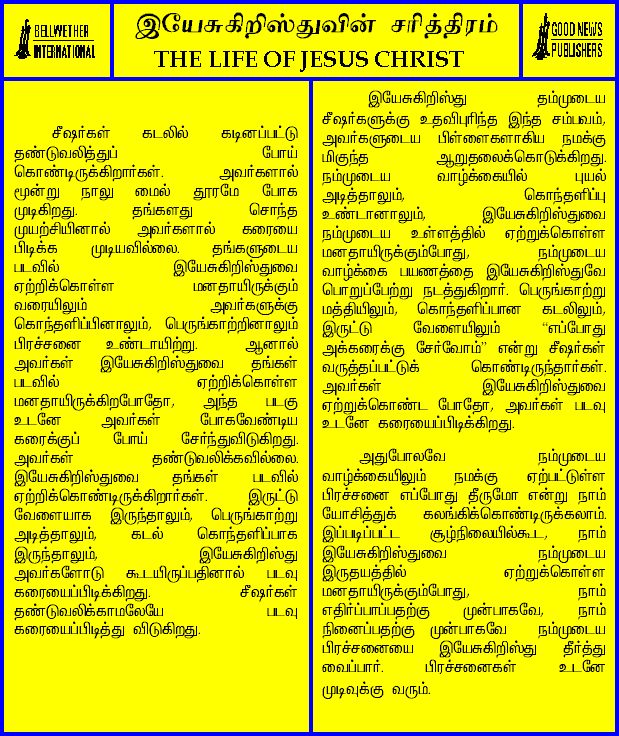 BELLWETHER
INTERNATIONAL
இயேசுகிறிஸ்துவின் சரித்திரம்
THE LIFE OF JESUS CHRIST
GOOD NEWS
PUBLISHERS
சீஷர்கள் கடலில் கடினப்பட்டு
தண்டுவலித்துப் போய்
கொண்டிருக்கிறார்கள். அவர்களால்
மூன்று நாலு மைல் தூரமே போக
முடிகிறது. தங்களது சொந்த
முயற்சியினால் அவர்களால் கரையை
பிடிக்க முடியவில்லை. தங்களுடைய
படவில் இயேசுகிறிஸ்துவை
ஏற்றிக்கொள்ள மனதாயிருக்கும்
வரையிலும் அவர்களுக்கு
கொந்தளிப்பினாலும், பெருங்காற்றினாலும்
பிரச்சனை உண்டாயிற்று. ஆனால்
அவர்கள் இயேசுகிறிஸ்துவை தங்கள்
படவில் ஏற்றிக்கொள்ள
மனதாயிருக்கிறபோதோ, அந்த படகு
உடனே அவர்கள் போகவேண்டிய
கரைக்குப் போய் சேர்ந்துவிடுகிறது.
அவர்கள் தண்டுவலிக்கவில்லை.
இயேசுகிறிஸ்துவை தங்கள் படவில்
ஏற்றிக்கொண்டிருக்கிறார்கள். இருட்டு
வேளையாக இருந்தாலும், பெருங்காற்று
அடித்தாலும், கடல் கொந்தளிப்பாக
இருந்தாலும், இயேசுகிறிஸ்து
அவர்களோடு கூடயிருப்பதினால் படவு
கரையைப்பிடிக்கிறது. சீஷர்கள்
தண்டுவலிக்காமலேயே படவு
கரையைப்பிடித்து விடுகிறது.
இயேசுகிறிஸ்து தம்முடைய
சீஷர்களுக்கு உதவிபுரிந்த இந்த சம்பவம்,
அவர்களுடைய பிள்ளைகளாகிய நமக்கு
மிகுந்த ஆறுதலைக்கொடுக்கிறது.
நம்முடைய வாழ்க்கையில் புயல்
அடித்தாலும், கொந்தளிப்பு
உண்டானாலும், இயேசுகிறிஸ்துவை
நம்முடைய உள்ளத்தில் ஏற்றுக்கொள்ள
மனதாயிருக்கும்போது, நம்முடைய
வாழ்க்கை பயணத்தை இயேசுகிறிஸ்துவே
பொறுப்பேற்று நடத்துகிறார். பெருங்காற்று
மத்தியிலும், கொந்தளிப்பான கடலிலும்,
இருட்டு வேளையிலும் “எப்போது
அக்கரைக்கு சேர்வோம்” என்று சீஷர்கள்
வருத்தப்பட்டுக் கொண்டிருந்தார்கள்.
அவர்கள் இயேசுகிறிஸ்துவை
ஏற்றுக்கொண்ட போதோ, அவர்கள் படவு
உடனே கரையைப்பிடிக்கிறது.
அதுபோலவே நம்முடைய
வாழ்க்கையிலும் நமக்கு ஏற்பட்டுள்ள
பிரச்சனை எப்போது தீருமோ என்று நாம்
யோசித்துக் கலங்கிக்கொண்டிருக்கலாம்.
இப்படிப்பட்ட சூழ்நிலையில்கூட, நாம்
இயேசுகிறிஸ்துவை நம்முடைய
இருதயத்தில் ஏற்றுக்கொள்ள
மனதாயிருக்கும்போது, நாம்
எதிர்ப்பாப்பதற்கு முன்பாகவே, நாம்
நினைப்பதற்கு முன்பாகவே நம்முடைய
பிரச்சனையை இயேசுகிறிஸ்து தீர்த்து
வைப்பார். பிரச்சனைகள் உடனே
முடிவுக்கு வரும்.